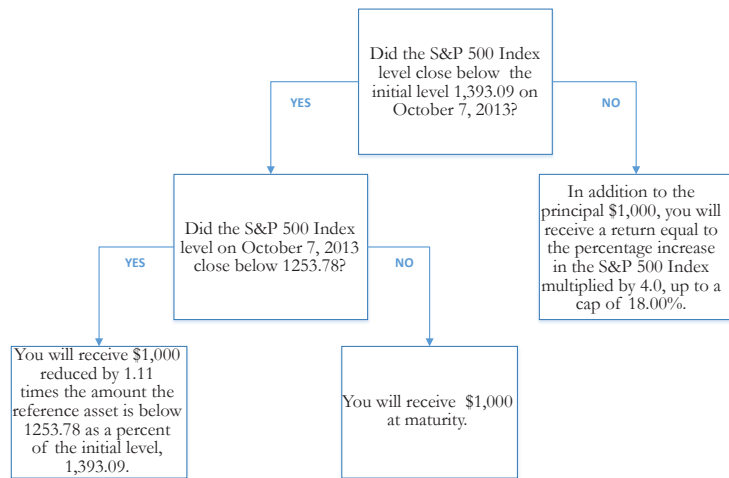 Did the S&P 500 Index
level close below the
initial level 1,393.09 on
October 7, 2013?
YES
NO
Did the S&P 500 Index
level on October 7, 2013
close below 1253.78?
In addition to the
principal $1,000, you will
receive a return equal to
the percentage increase
in the S&P 500 Index
multiplied by 4.0, up to a
cap of 18.00%.
YES
NO
You will receive $1,000
reduced by 1.11
times the amount the
reference asset is below
1253.78 as a percent
of the initial level,
1,393.09.
You will receive $1,000
at maturity.